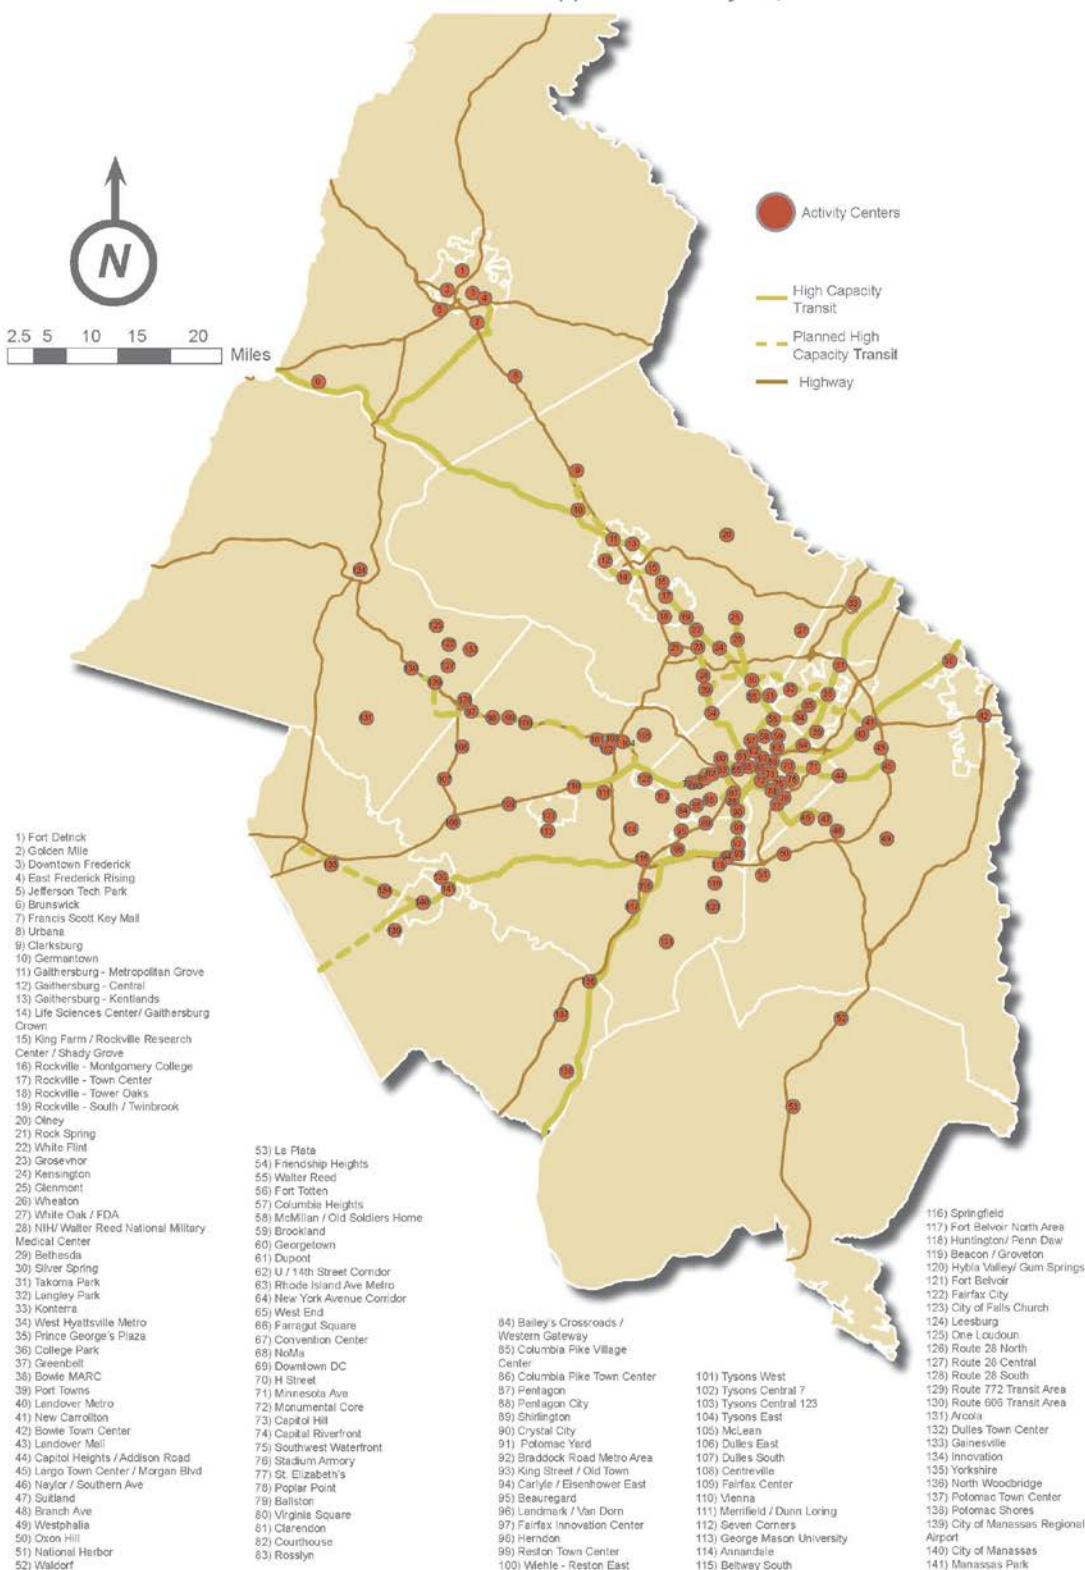 N
2.5 5 10 15 20
Miles
Activity Centers
High Capacity
Transit
Planned High
Capacity Transit
Highway
1) Fort Detrick
2) Golden Mile
3) Downtown Frederick
4) East Frederick Rising
5) Jefferson Tech Park
6) Brunswick
7) Francis Scott Key Mall
8) Urbana
9) Clarksburg
10) Germantown
11) Gaithersburg - Metropolitan Grove
12) Gaithersburg - Central
13) Gaithersburg - Kentlands
14) Life Sciences Center/ Gaithersburg
Crown
15) King Farm / Rockville Research
Center / Shady Grove
16) Rockville - Montgomery College
17) Rockville - Town Center
18) Rockville - Tower Oaks
19) Rockville - South / Twinbrook
20) Olney
21) Rock Spring
22) White Flint
23) Grosevnor
24) Kensington
25) Glenmont
26) Wheaton
27) White Oak / FDA
28) NIH/ Walter Reed National Military
Medical Center
29) Bethesda
30) Silver Spring
31) Takoma Park
32) Langley Park
33) Konterra
34) West Hyattsville Metro
35) Prince George's Plaza
36) College Park
37) Greenbelt
38) Bowie MARC
39) Port Towns
40) Landover Metro
41) New Carrollton
42) Bowie Town Center
43) Landover Mall
44) Capitol Heights / Addison Road
45) Largo Town Center / Morgan Blvd
46) Naylor / Southern Ave
47) Suitland
48) Branch Ave
49) Westphalia
50) Oxon Hill
51) National Harbor
52) Waldorf
53) La Plata
54) Friendship Heights
55) Walter Reed
56) Fort Totten
57) Columbia Heights
58) McMillan / Old Soldiers Home
59) Brookland
60) Georgetown
61) Dupont
62) U / 14th Street Corridor
63) Rhode Island Ave Metro
64) New York Avenue Corridor
65) West End
66) Farragut Square
67) Convention Center
68) NoMa
69) Downtown DC
70) H Street
71) Minnesota Ave
72) Monumental Core
73) Capitol Hill
74) Capital Riverfront
75) Southwest Waterfront
76) Stadium Armory
77) St. Elizabeth's
78) Poplar Point
79) Ballston
80) Virginia Square
81) Clarendon
82) Courthouse
83) Rosslyn
84) Bailey's Crossroads /
Western Gateway
85) Columbia Pike Village
Center
86) Columbia Pike Town Center
87) Pentagon
88) Pentagon City
89) Shirlington
90) Crystal City
91) Potomac Yard
92) Braddock Road Metro Area
93) King Street / Old Town
94) Carlyle / Eisenhower East
95) Beauregard
96) Landmark / Van Dorn
97) Fairfax Innovation Center
98) Herndon
99) Reston Town Center
100) Wiehle - Reston East
101) Tysons West
102) Tysons Central 7
103) Tysons Central 123
104) Tysons East
105) McLean
106) Dulles East
107) Dulles South
108) Centreville
109) Fairfax Center
110) Vienna
111) Merrifield / Dunn Loring
112) Seven Corners
113) George Mason University
114) Annandale
115) Beltway South
116) Springfield
117) Fort Belvoir North Area
118) Huntington/ Penn Daw
119) Beacon / Groveton
120) Hybla Valley/ Gum Springs
121) Fort Belvoir
122) Fairfax City
123) City of Falls Church
124) Leesburg
125) One Loudoun
126) Route 28 North
127) Route 28 Central
128) Route 28 South
129) Route 772 Transit Area
130) Route 606 Transit Area
131) Arcola
132) Dulles Town Center
133) Gainesville
134) Innovation
135) Yorkshire
136) North Woodbridge
137) Potomac Town Center
138) Potomac Shores
139) City of Manassas Regional
Airport
140) City of Manassas
141) Manassas Park